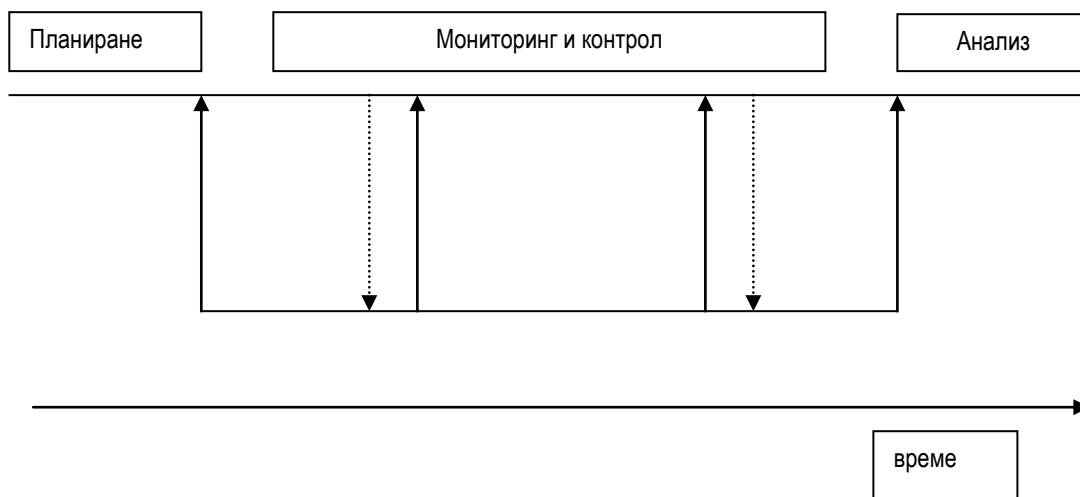 Планиране
Мониторинг и контрол
Анализ
време